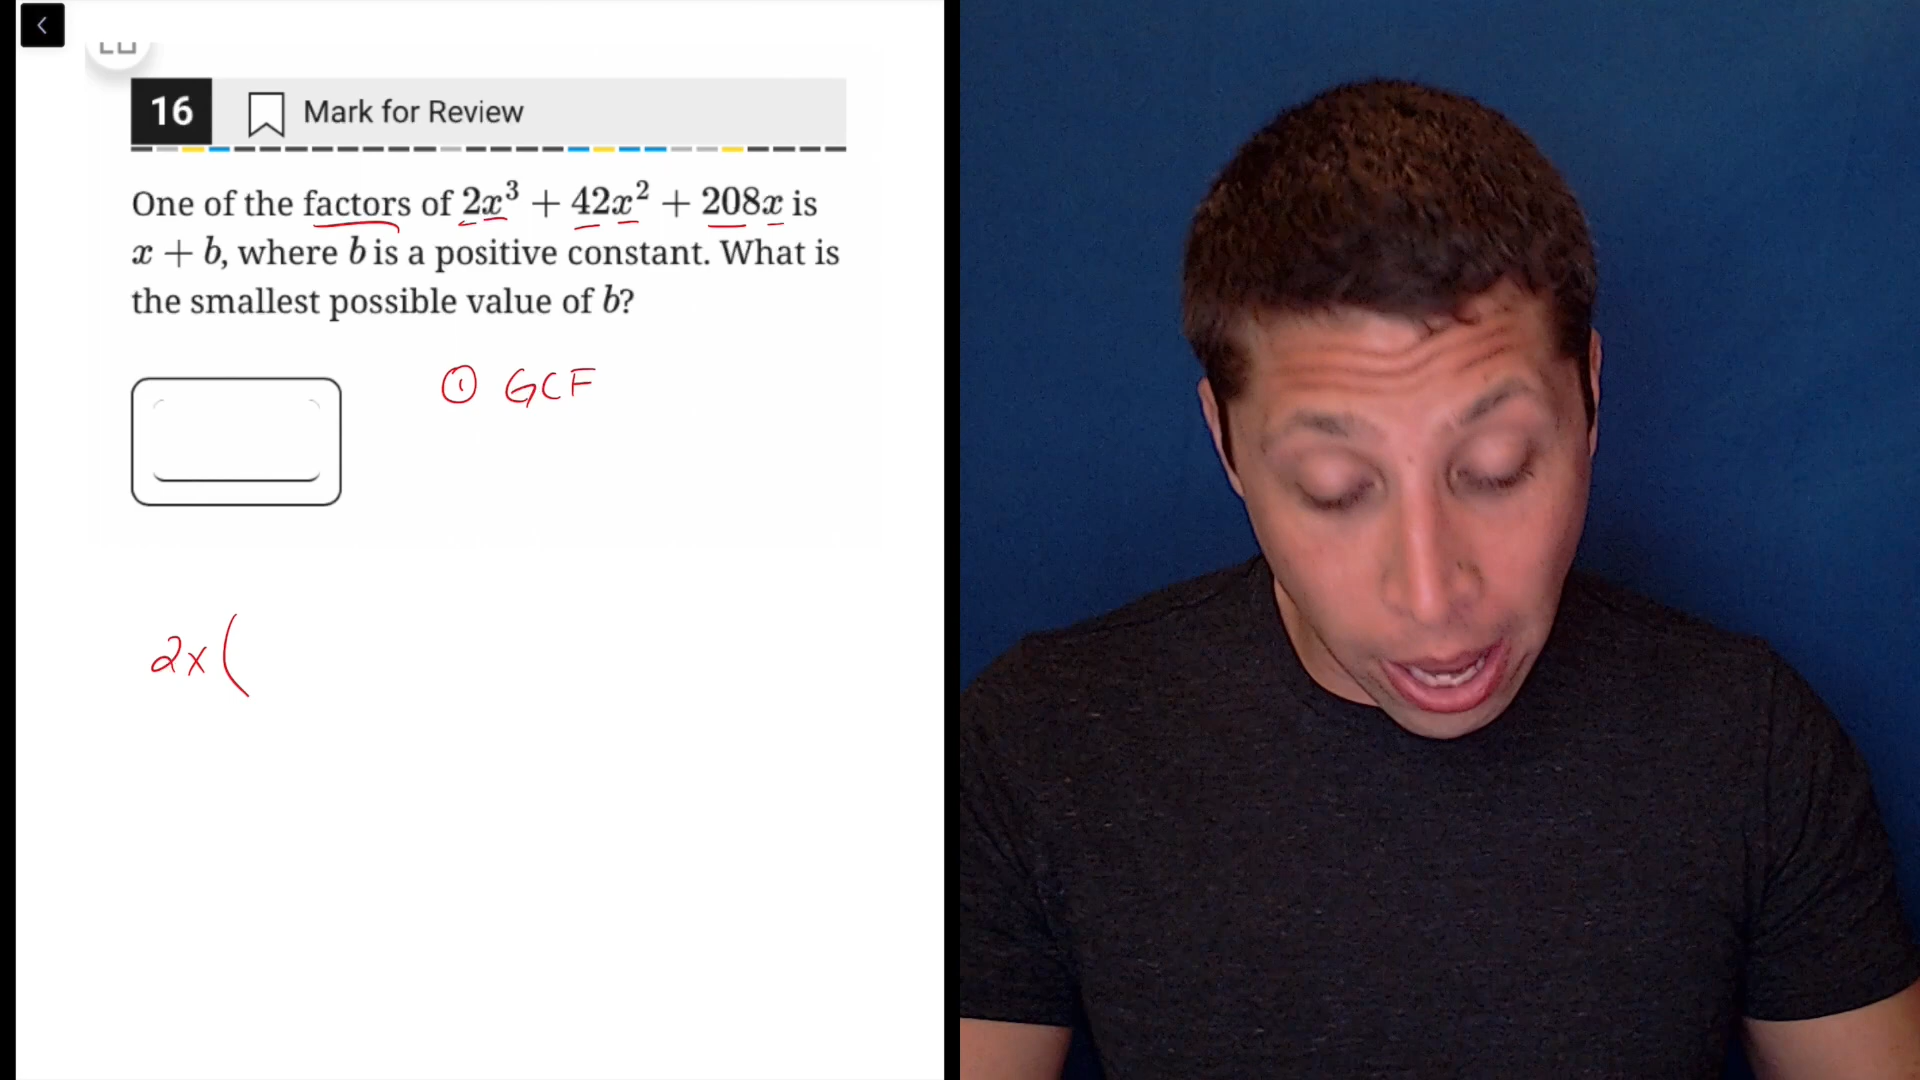 16 Mark for Review
One of the factors of 2x³ + 42x² + 208x is
x + b, where b is a positive constant. What is
the smallest possible value of b?
① GCF
2x (